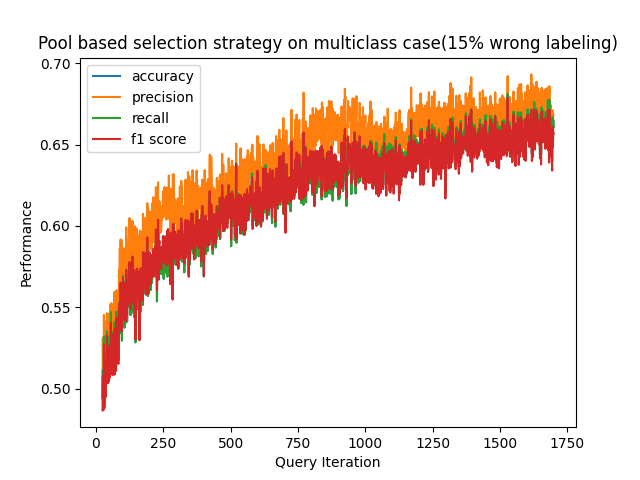 Pool based selection strategy on multiclass case(15% wrong labeling)
accuracy
precision
recall
f1 score
Performance
0.70
0.65
0.60
0.55
0.50
0
250
500
750
1000
1250
1500
1750
Query Iteration